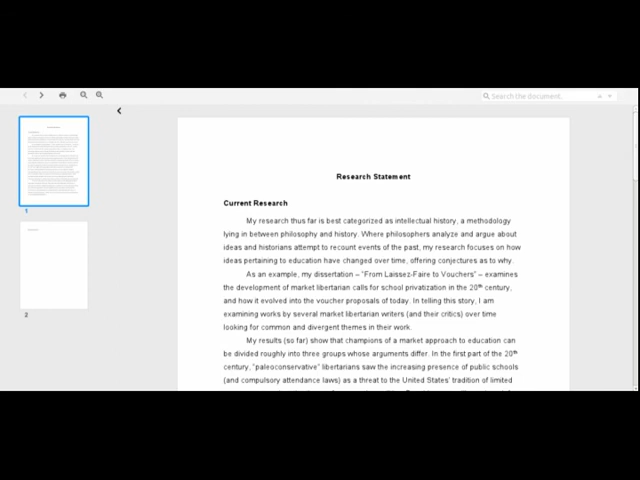 Search the document.
1
2
Research Statement
Current Research
My research thus far is best categorized as intellectual history, a methodology
lying in between philosophy and history. Where philosophers analyze and argue about
ideas and historians attempt to recount events of the past, my research focuses on how
ideas pertaining to education have changed over time, offering conjectures as to why.
As an example, my dissertation – "From Laissez-Faire to Vouchers" – examines
the development of market libertarian calls for school privatization in the 20th century,
and how it evolved into the voucher proposals of today. In telling this story, I am
examining works by several market libertarian writers (and their critics) over time
looking for common and divergent themes in their work.
My results (so far) show that champions of a market approach to education can
be divided roughly into three groups whose arguments differ. In the first part of the 20th
century, "paleoconservative" libertarians saw the increasing presence of public schools
(and compulsory attendance laws) as a threat to the United States' tradition of limited